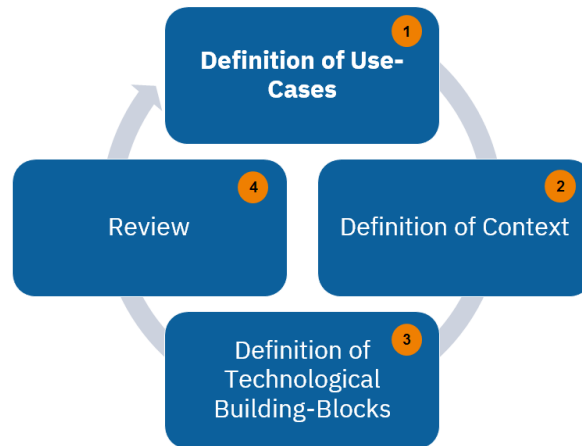 1
Definition of Use-
Cases
2
Definition of Context
3
Definition of
Technological
Building-Blocks
4
Review